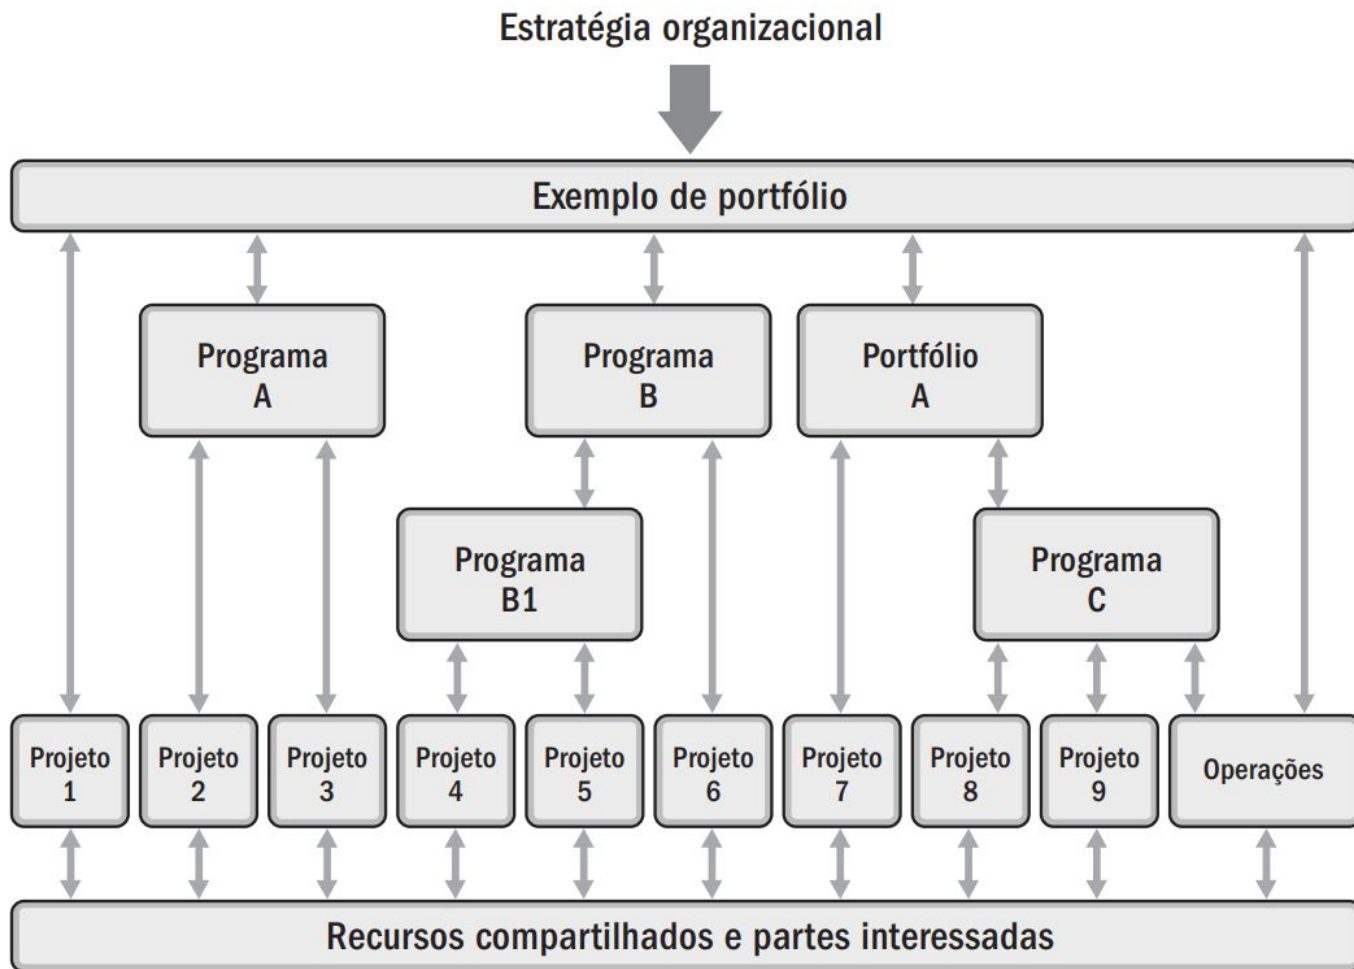 Estratégia organizacional
Exemplo de portfólio
Programa
A
Programa
B
Portfólio
A
Programa
B1
Programa
C
Projeto
1
Projeto
2
Projeto
3
Projeto
4
Projeto
5
Projeto
6
Projeto
7
Projeto
8
Projeto
9
Operações
Recursos compartilhados e partes interessadas